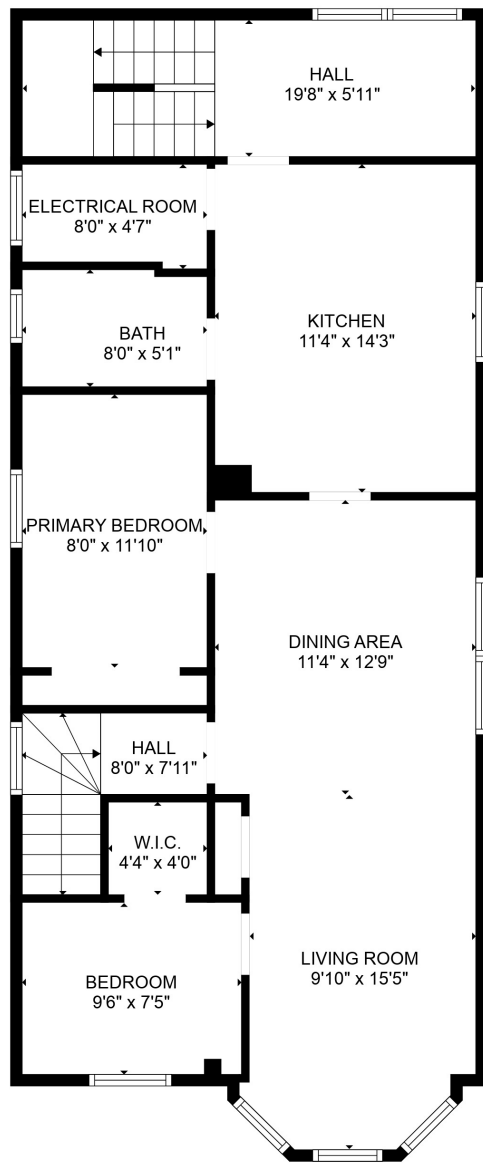 HALL
19'8" x 5'11"
ELECTRICAL ROOM
8'0" x 4'7"
BATH
8'0" x 5'1"
KITCHEN
11'4" x 14'3"
PRIMARY BEDROOM
8'0" x 11'10"
DINING AREA
11'4" x 12'9"
HALL
8'0" x 7'11"
W.I.C.
4'4" x 4'0"
BEDROOM
9'6" x 7'5"
LIVING ROOM
9'10" x 15'5"